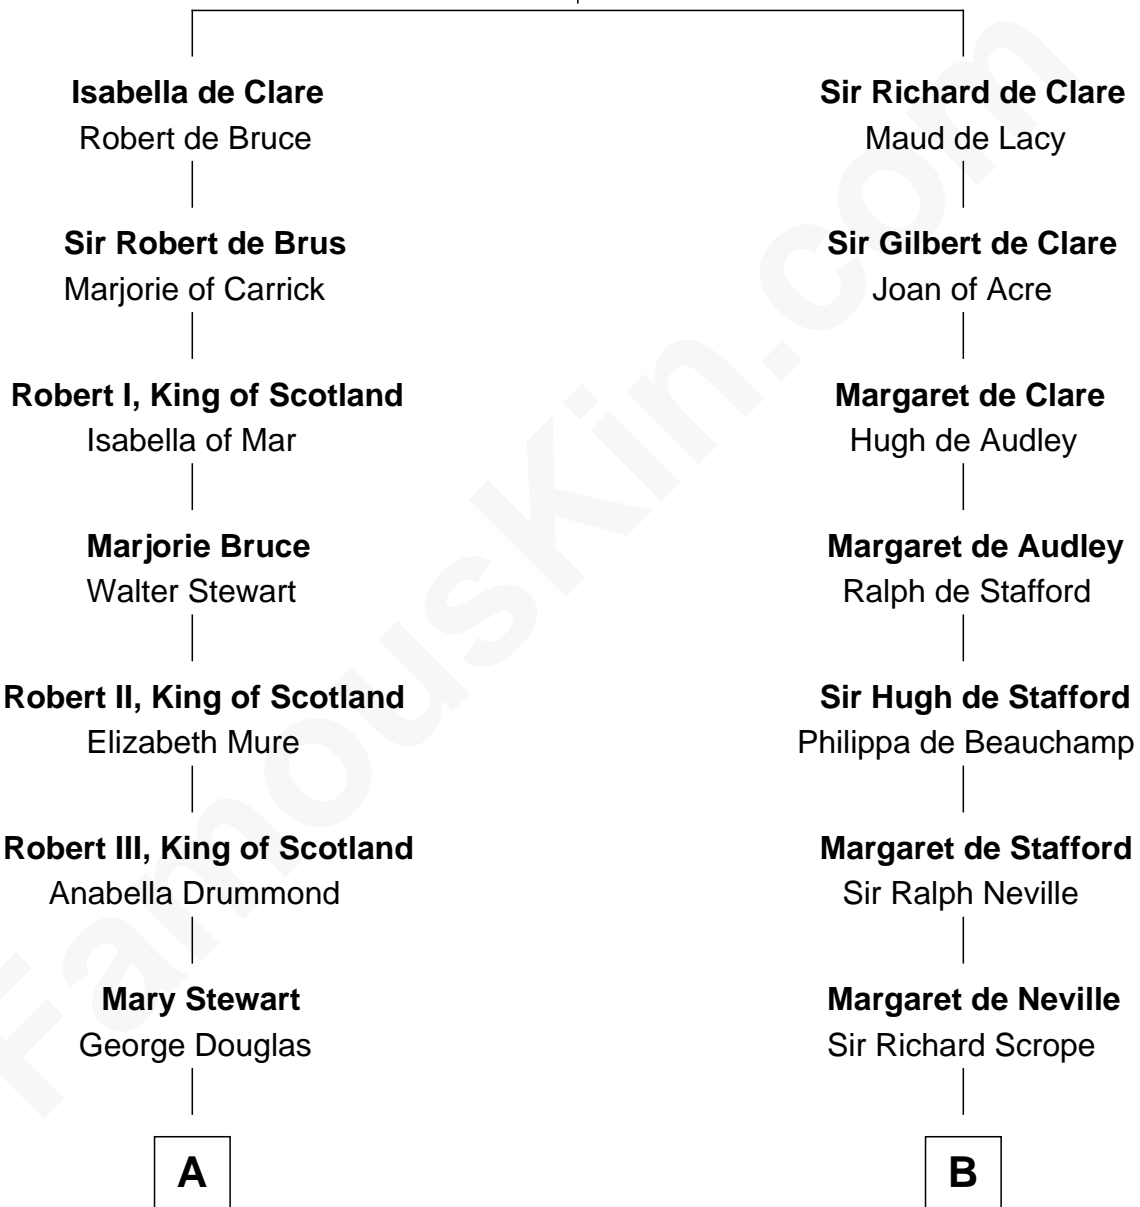 Isabella de Clare
Robert de Bruce
Sir Robert de Brus
Marjorie of Carrick
Robert I, King of Scotland
Isabella of Mar
Marjorie Bruce
Walter Stewart
Robert II, King of Scotland
Elizabeth Mure
Robert III, King of Scotland
Anabella Drummond
Mary Stewart
George Douglas
A
Sir Richard de Clare
Maud de Lacy
Sir Gilbert de Clare
Joan of Acre
Margaret de Clare
Hugh de Audley
Margaret de Audley
Ralph de Stafford
Sir Hugh de Stafford
Philippa de Beauchamp
Margaret de Stafford
Sir Ralph Neville
Margaret de Neville
Sir Richard Scrope
B
FamousKin.com